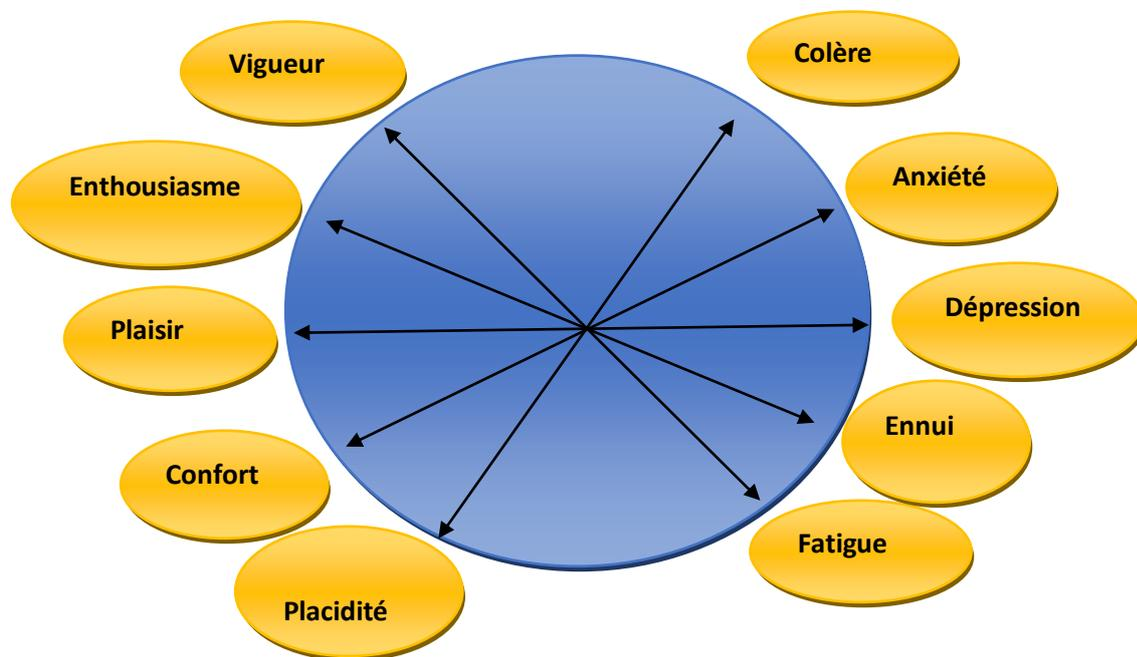 Vigueur
Colère
Enthousiasme
Anxiété
Plaisir
Dépression
Confort
Ennui
Placidité
Fatigue